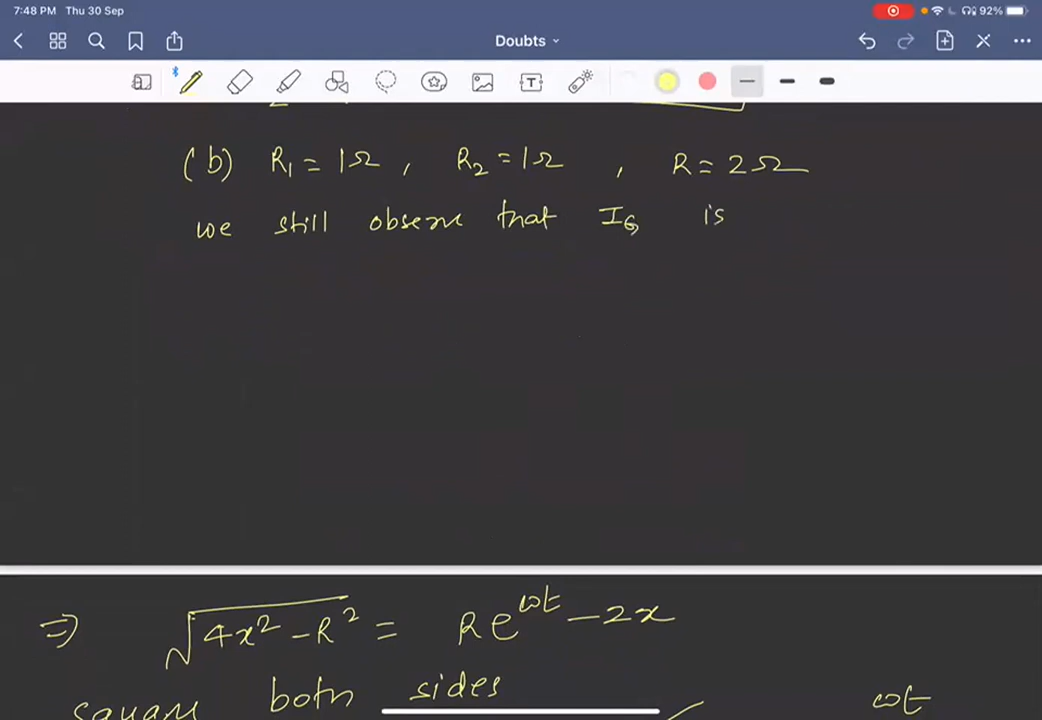 7:48 PM Thu 30 Sep
92%
Doubts
(b) R₁ = 1Ω, R₂ = 1Ω, R = 2Ω
we still observe that I_G is
⇒ √(4x² − R²) = Re^{ωt} − 2x
square both sides
ωt